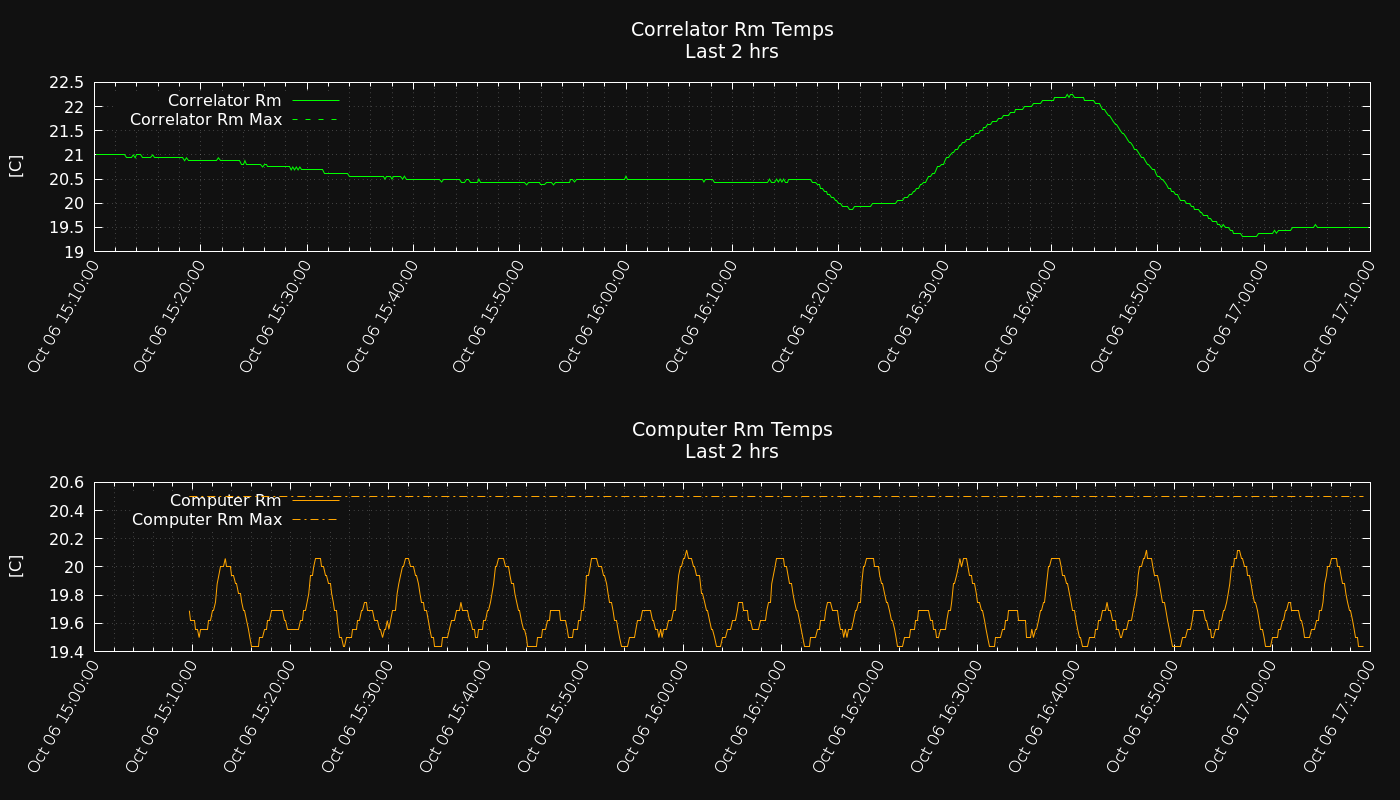 Correlator Rm Temps
Last 2 hrs
22.5
22
21.5
21
20.5
20
19.5
19
[C]
Correlator Rm
Correlator Rm Max
Oct 06 15:10:00
Oct 06 15:20:00
Oct 06 15:30:00
Oct 06 15:40:00
Oct 06 15:50:00
Oct 06 16:00:00
Oct 06 16:10:00
Oct 06 16:20:00
Oct 06 16:30:00
Oct 06 16:40:00
Oct 06 16:50:00
Oct 06 17:00:00
Oct 06 17:10:00
Computer Rm Temps
Last 2 hrs
20.6
20.4
20.2
20
19.8
19.6
19.4
[C]
Computer Rm
Computer Rm Max
Oct 06 15:00:00
Oct 06 15:10:00
Oct 06 15:20:00
Oct 06 15:30:00
Oct 06 15:40:00
Oct 06 15:50:00
Oct 06 16:00:00
Oct 06 16:10:00
Oct 06 16:20:00
Oct 06 16:30:00
Oct 06 16:40:00
Oct 06 16:50:00
Oct 06 17:00:00
Oct 06 17:10:00